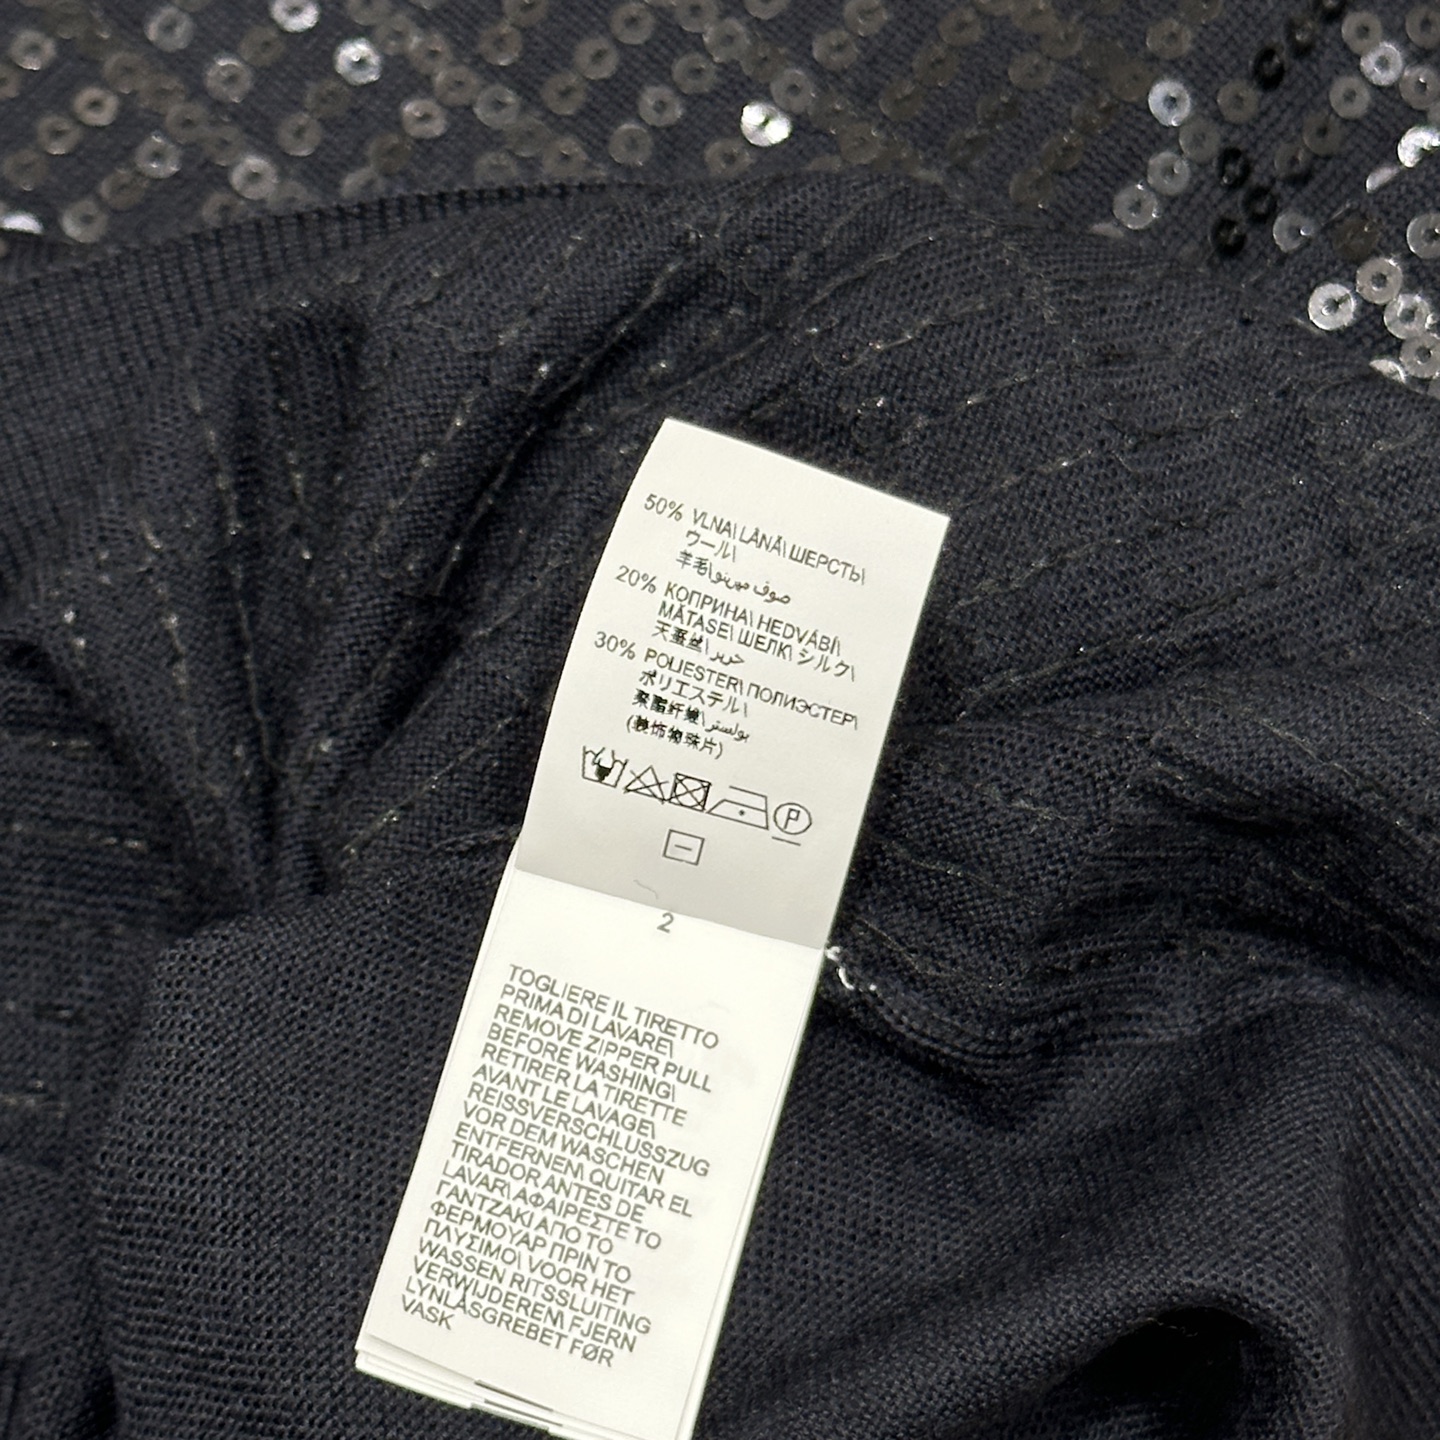 50% VLNA\ LÂNĂ\ ШЕРСТЬ\
ウール\
羊毛\صوف مرينو
20% КОПРИНА\ HEDVÁBÍ\
MĂTASE\ ШЕЛК\ シルク\
天蚕丝\ حرير
30% POLIESTER\ ПОЛИЭСТЕР\
ポリエステル\
聚酯纤维\بولستر
(装饰物珠片)
P
2
TOGLIERE IL TIRETTO
PRIMA DI LAVARE\
REMOVE ZIPPER PULL
BEFORE WASHING\
RETIRER LA TIRETTE
AVANT LE LAVAGE\
REISSVERSCHLUSSZUG
VOR DEM WASCHEN
ENTFERNEN\ QUITAR EL
TIRADOR ANTES DE
LAVAR\ ΑΦΑΙΡΕΣΤΕ ΤΟ
ΓΑΝΤΖΑΚΙ ΑΠΟ ΤΟ
ΦΕΡΜΟΥΑΡ ΠΡΙΝ ΤΟ
ΠΛΥΣΙΜΟ\ VOOR HET
WASSEN RITSSLUITING
VERWIJDEREN\ FJERN
LYNLÅSGREBET FØR
VASK